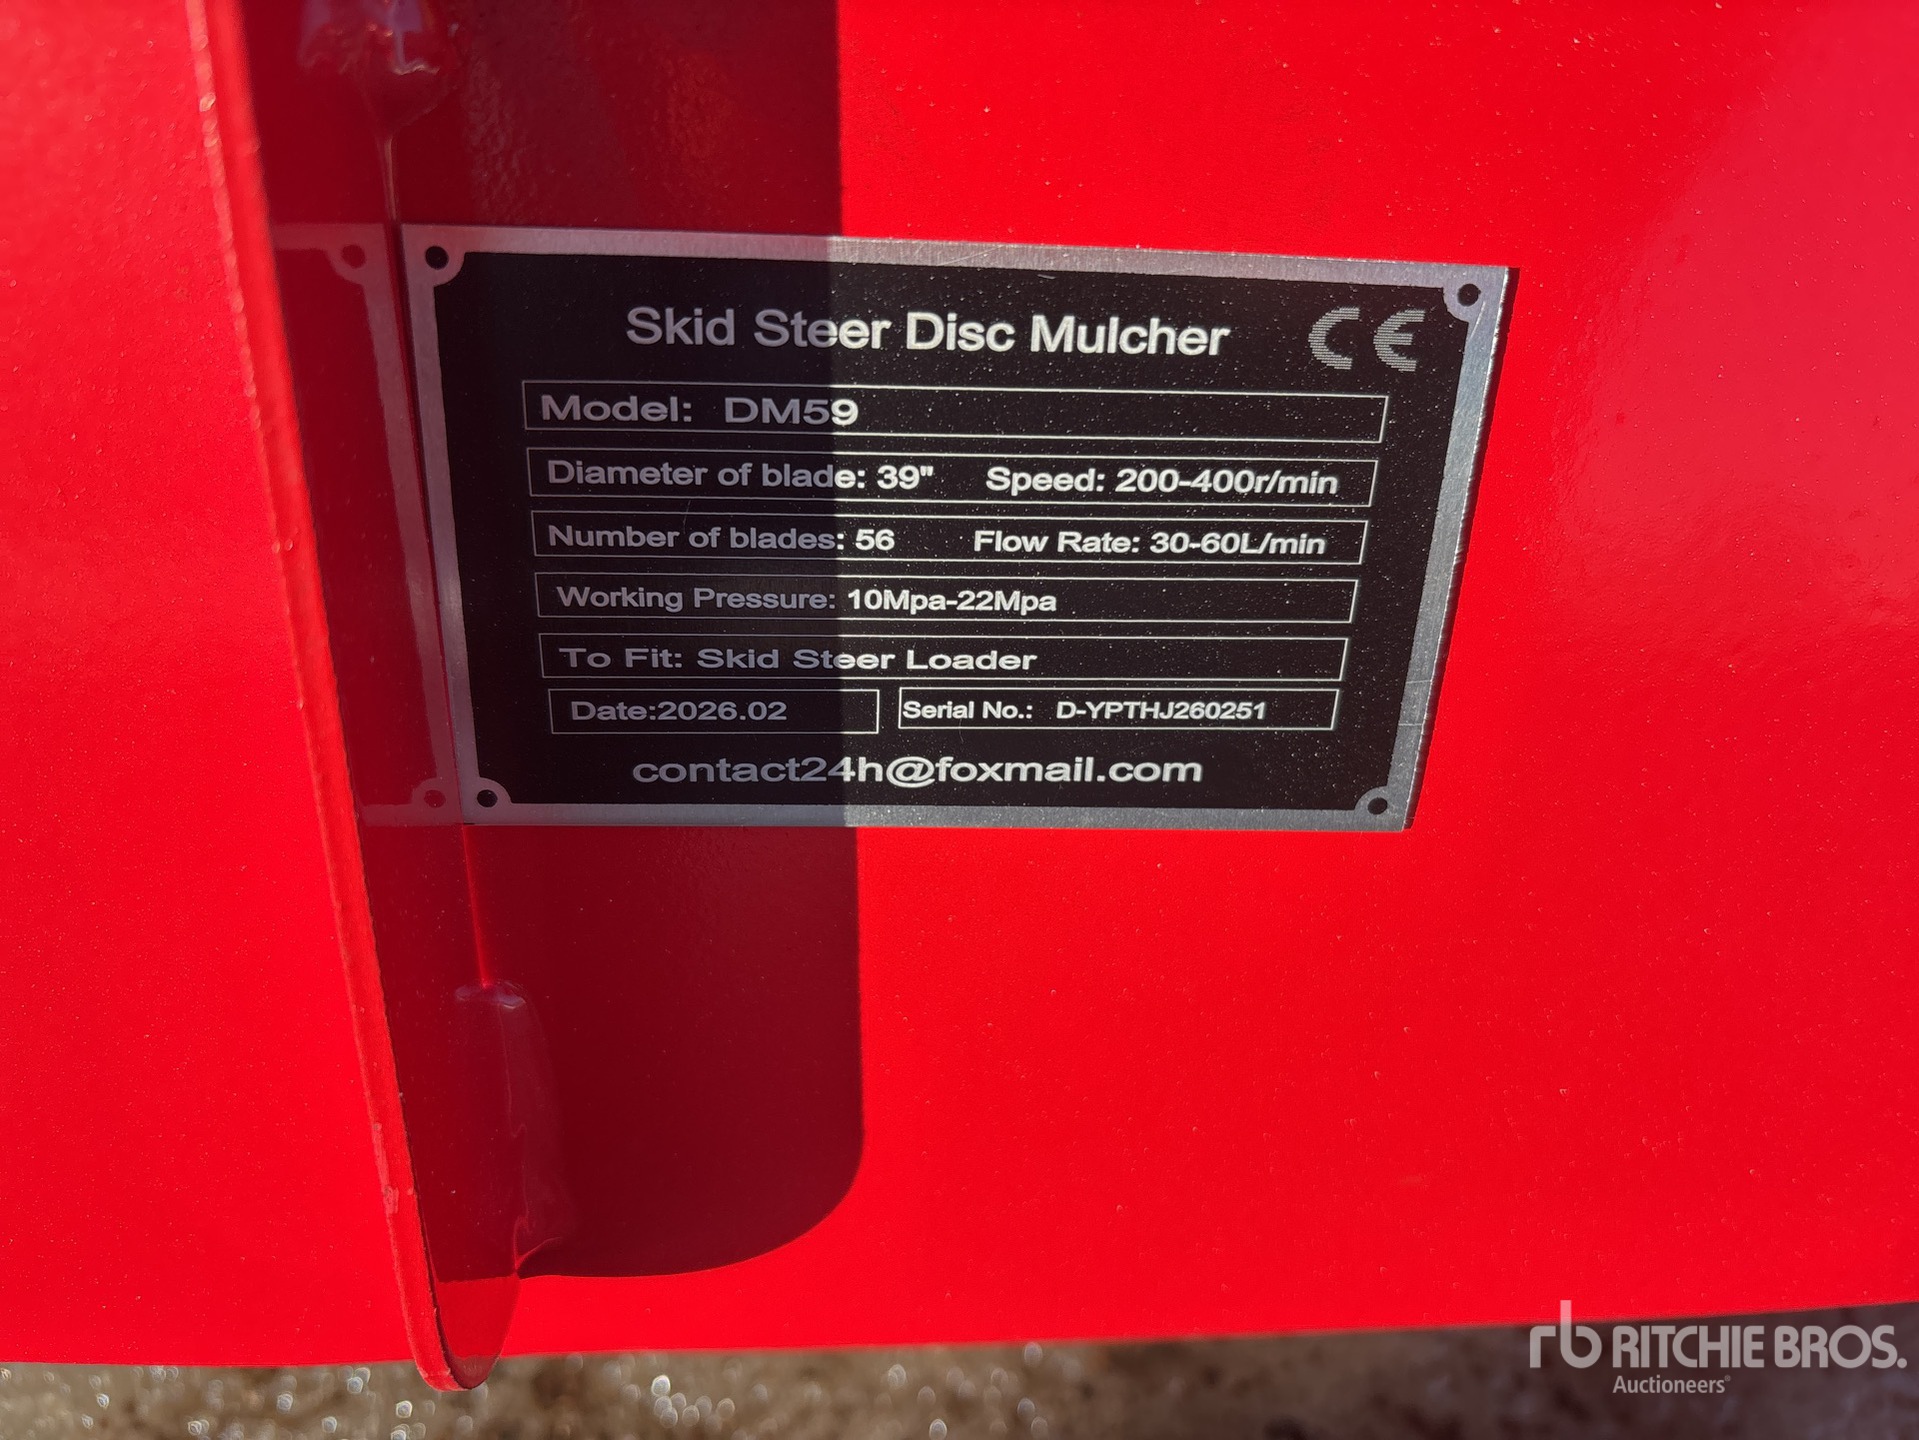 Skid Steer Disc Mulcher CE
Model: DM59
Diameter of blade: 39" Speed: 200-400r/min
Number of blades: 56 Flow Rate: 30-60L/min
Working Pressure: 10Mpa-22Mpa
To Fit: Skid Steer Loader
Date:2026.02 Serial No.: D-YPTHJ260251
contact24h@foxmail.com
rb RITCHIE BROS.
Auctioneers®